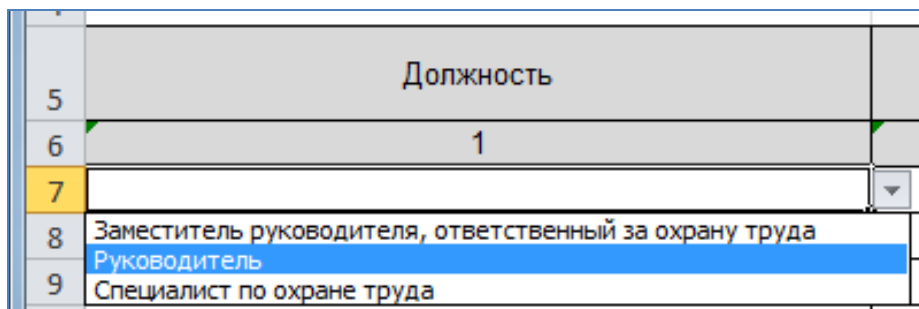 5 Должность
6 1
7
8 Заместитель руководителя, ответственный за охрану труда
Руководитель
9 Специалист по охране труда